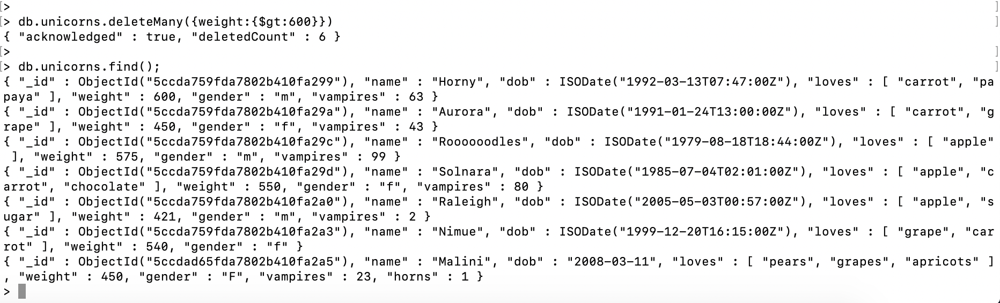 [>                                                                                                                                   ]
[> db.unicorns.deleteMany({weight:{$gt:600}})                                                                                        ]
{ "acknowledged" : true, "deletedCount" : 6 }
[>                                                                                                                                   ]
[> db.unicorns.find();                                                                                                               ]
{ "_id" : ObjectId("5ccda759fda7802b410fa299"), "name" : "Horny", "dob" : ISODate("1992-03-13T07:47:00Z"), "loves" : [ "carrot", "pa
paya" ], "weight" : 600, "gender" : "m", "vampires" : 63 }
{ "_id" : ObjectId("5ccda759fda7802b410fa29a"), "name" : "Aurora", "dob" : ISODate("1991-01-24T13:00:00Z"), "loves" : [ "carrot", "g
rape" ], "weight" : 450, "gender" : "f", "vampires" : 43 }
{ "_id" : ObjectId("5ccda759fda7802b410fa29c"), "name" : "Roooooodles", "dob" : ISODate("1979-08-18T18:44:00Z"), "loves" : [ "apple"
 ], "weight" : 575, "gender" : "m", "vampires" : 99 }
{ "_id" : ObjectId("5ccda759fda7802b410fa29d"), "name" : "Solnara", "dob" : ISODate("1985-07-04T02:01:00Z"), "loves" : [ "apple", "c
arrot", "chocolate" ], "weight" : 550, "gender" : "f", "vampires" : 80 }
{ "_id" : ObjectId("5ccda759fda7802b410fa2a0"), "name" : "Raleigh", "dob" : ISODate("2005-05-03T00:57:00Z"), "loves" : [ "apple", "s
ugar" ], "weight" : 421, "gender" : "m", "vampires" : 2 }
{ "_id" : ObjectId("5ccda759fda7802b410fa2a3"), "name" : "Nimue", "dob" : ISODate("1999-12-20T16:15:00Z"), "loves" : [ "grape", "car
rot" ], "weight" : 540, "gender" : "f" }
{ "_id" : ObjectId("5ccdad65fda7802b410fa2a5"), "name" : "Malini", "dob" : "2008-03-11", "loves" : [ "pears", "grapes", "apricots" ]
, "weight" : 450, "gender" : "F", "vampires" : 23, "horns" : 1 }
>